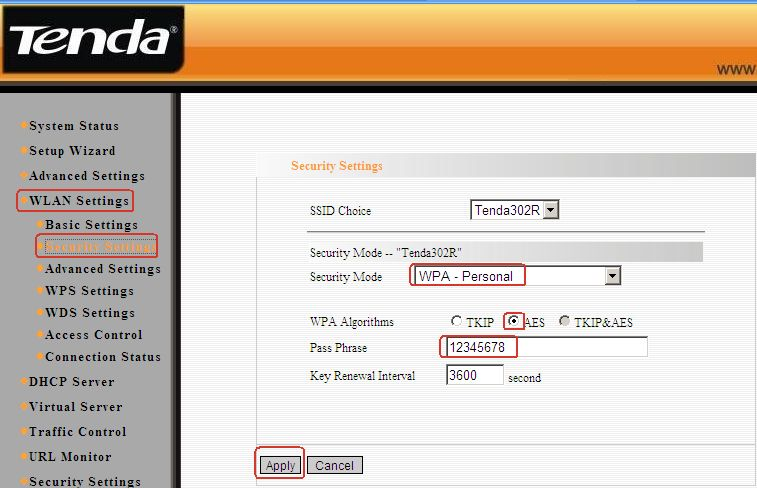 Tenda®
www
System Status
Setup Wizard
Advanced Settings
WLAN Settings
Basic Settings
Security Settings
Advanced Settings
WPS Settings
WDS Settings
Access Control
Connection Status
DHCP Server
Virtual Server
Traffic Control
URL Monitor
Security Settings
Security Settings
SSID Choice Tenda302R
Security Mode -- "Tenda302R"
Security Mode WPA - Personal
WPA Algorithms TKIP AES TKIP&AES
Pass Phrase 12345678
Key Renewal Interval 3600 second
Apply Cancel